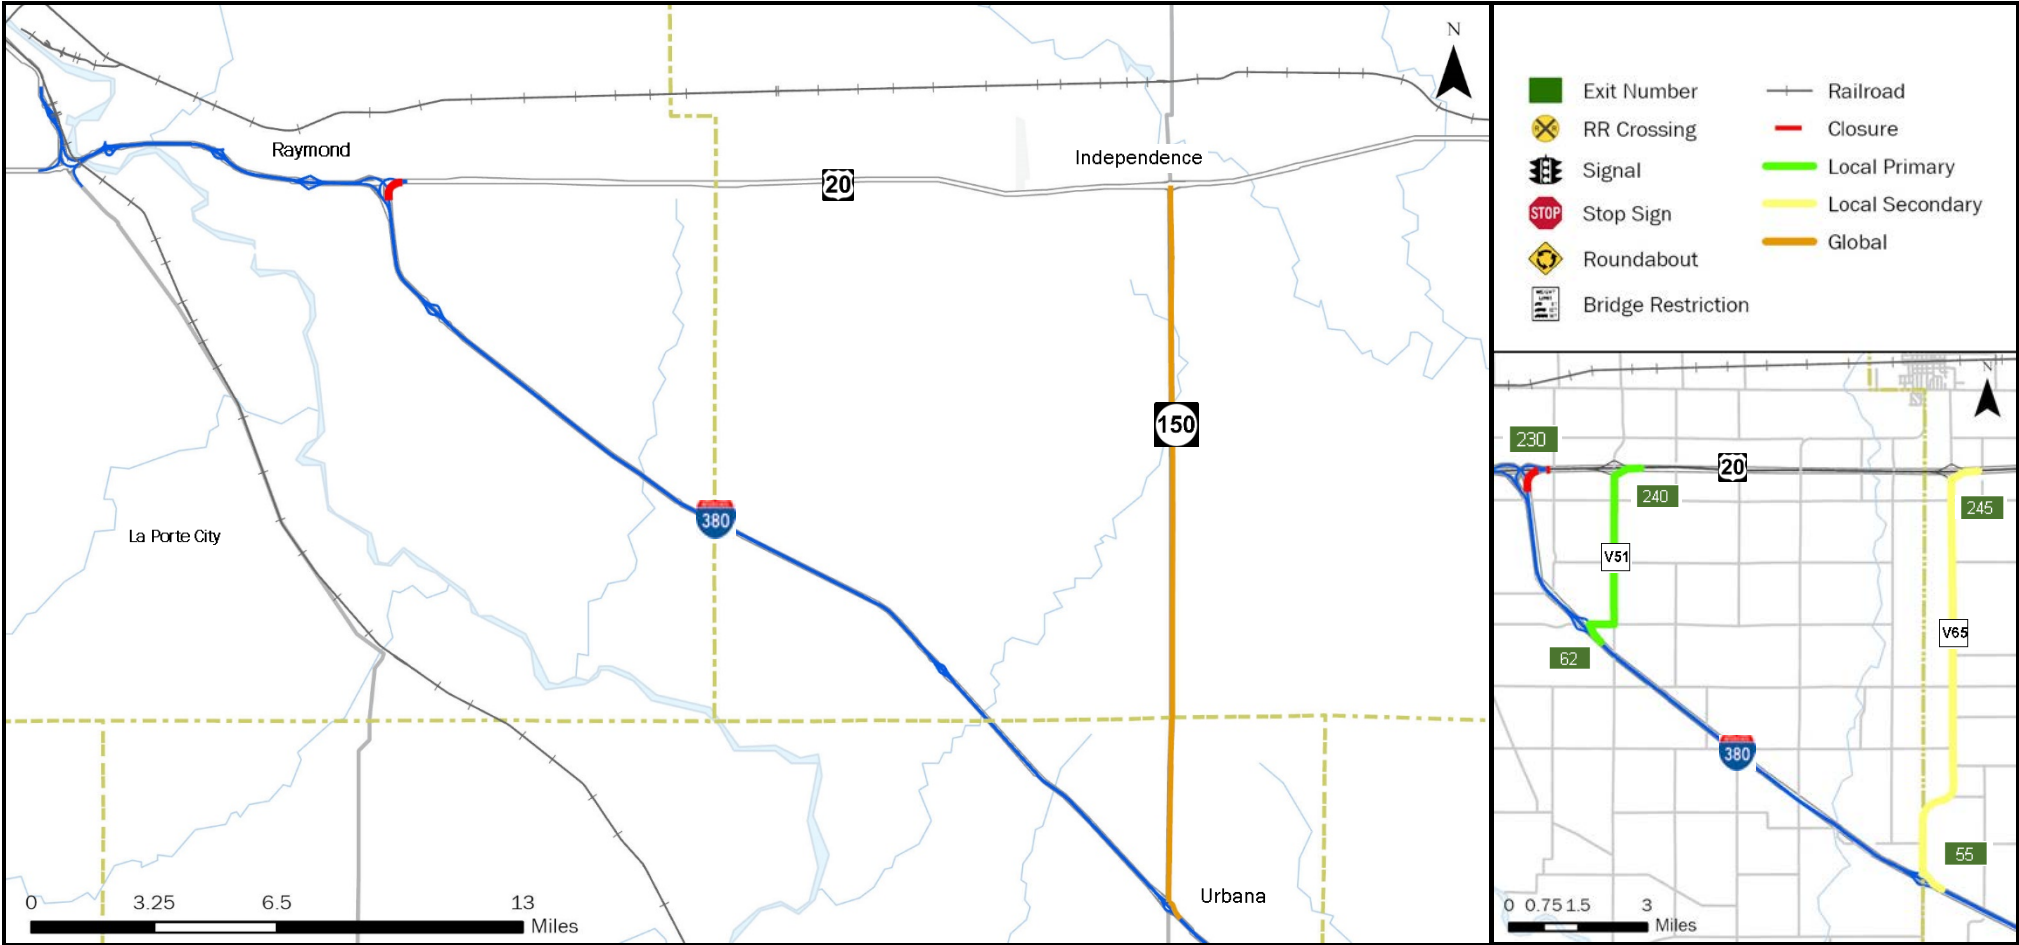 N
Raymond
Independence
20
150
380
La Porte City
Urbana
0 3.25 6.5 13
Miles
Exit Number
RR Crossing
Signal
STOP Stop Sign
Roundabout
Bridge Restriction
Railroad
Closure
Local Primary
Local Secondary
Global
N
230
20
240
245
V51
V65
62
380
55
0 0.75 1.5 3
Miles